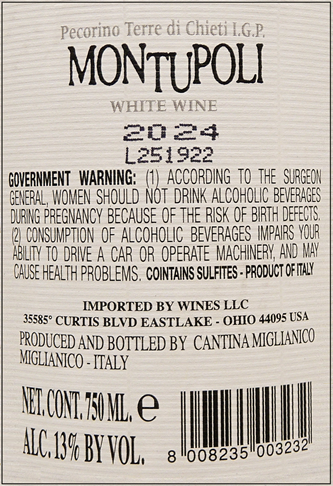 Pecorino Terre di Chieti I.G.P.
MONTUPOLI
WHITE WINE
2024
L251922
GOVERNMENT WARNING: (1) ACCORDING TO THE SURGEON
GENERAL, WOMEN SHOULD NOT DRINK ALCOHOLIC BEVERAGES
DURING PREGNANCY BECAUSE OF THE RISK OF BIRTH DEFECTS.
(2) CONSUMPTION OF ALCOHOLIC BEVERAGES IMPAIRS YOUR
ABILITY TO DRIVE A CAR OR OPERATE MACHINERY, AND MAY
CAUSE HEALTH PROBLEMS. CONTAINS SULFITES - PRODUCT OF ITALY
IMPORTED BY WINES LLC
35585° CURTIS BLVD EASTLAKE - OHIO 44095 USA
PRODUCED AND BOTTLED BY CANTINA MIGLIANICO
MIGLIANICO - ITALY
NET. CONT. 750 ML. e
ALC. 13% BY VOL.
8 008235 003232